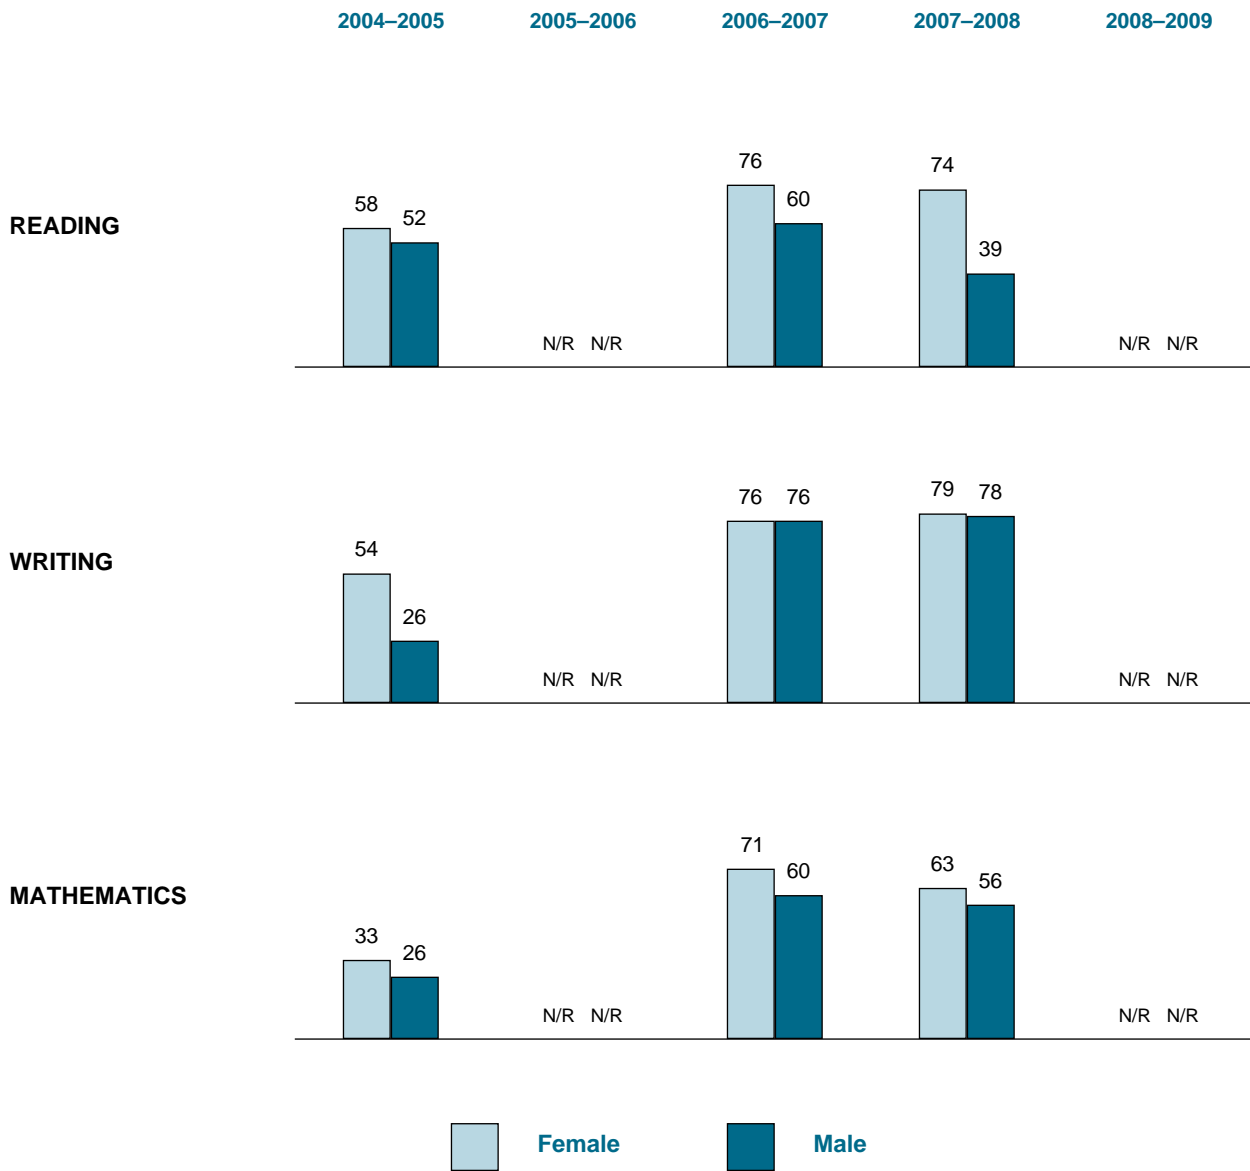 2004–2005 2005–2006 2006–2007 2007–2008 2008–2009
READING
58 52 N/R N/R 76 60 74 39 N/R N/R
WRITING
54 26 N/R N/R 76 76 79 78 N/R N/R
MATHEMATICS
33 26 N/R N/R 71 60 63 56 N/R N/R
Female Male